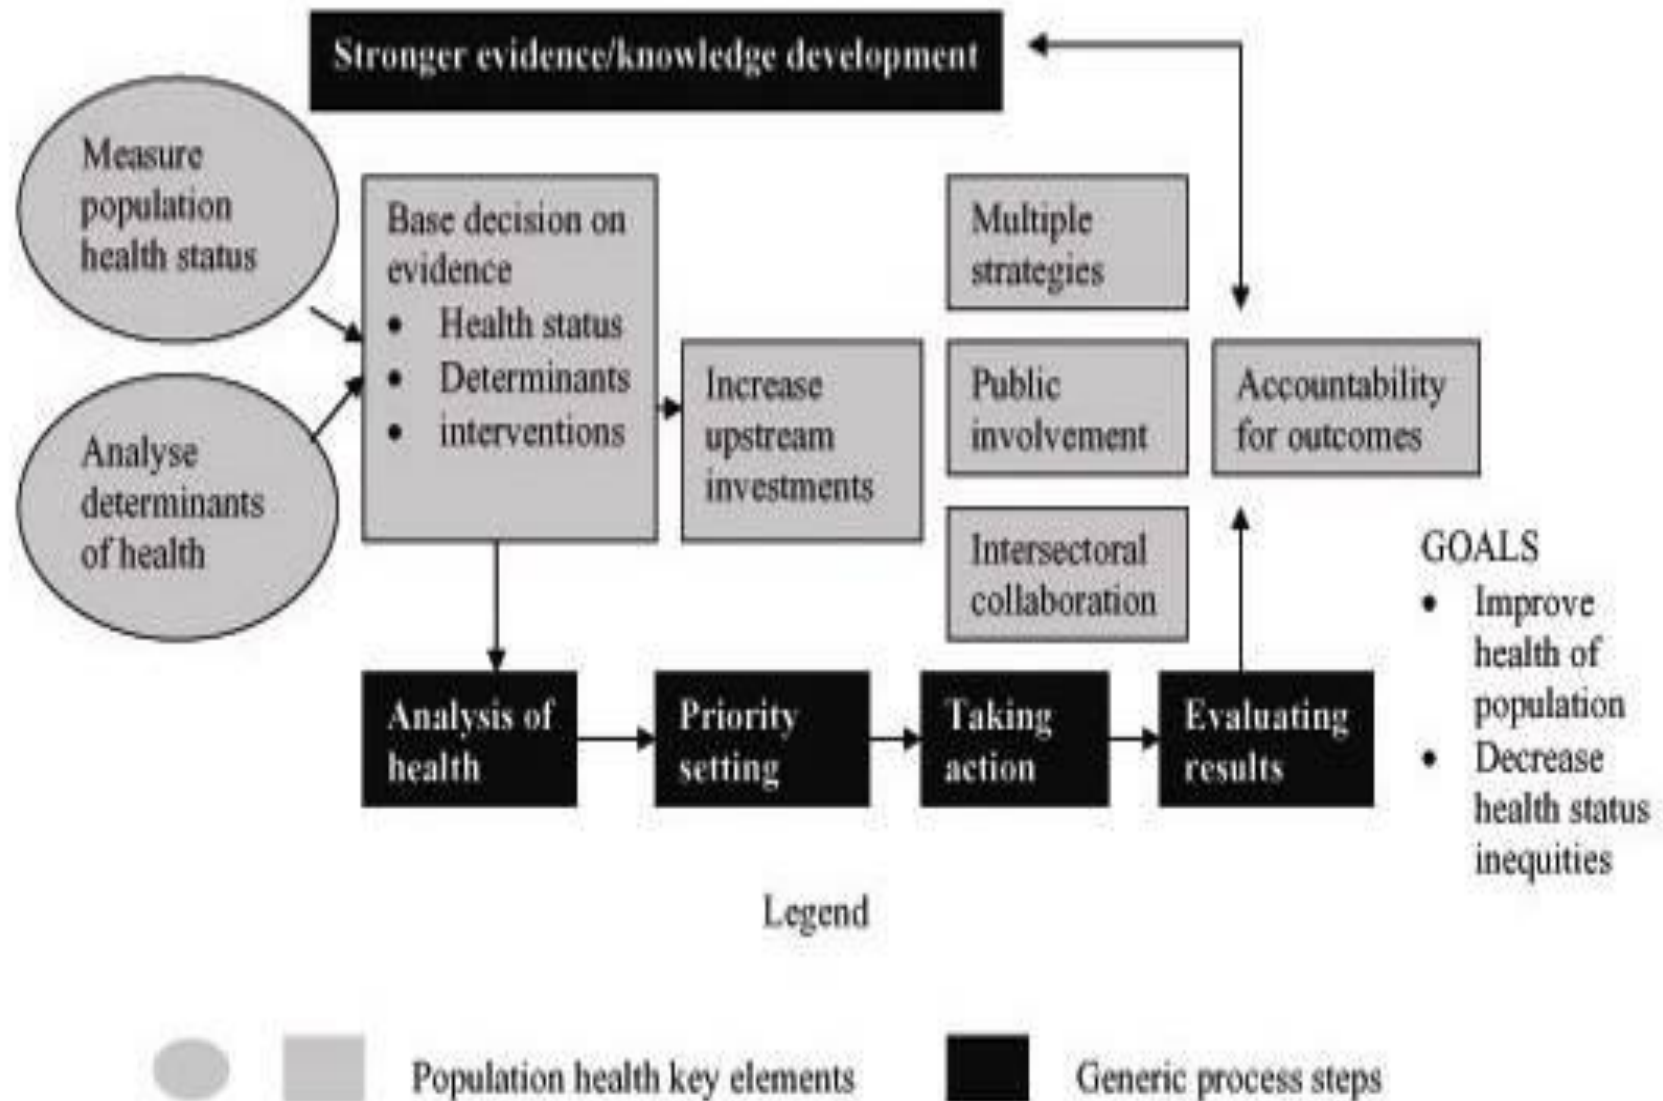 Stronger evidence/knowledge development
Measure
population
health status
Analyse
determinants
of health
Base decision on
evidence
• Health status
• Determinants
• interventions
Increase
upstream
investments
Multiple
strategies
Public
involvement
Intersectoral
collaboration
Accountability
for outcomes
Analysis of
health
Priority
setting
Taking
action
Evaluating
results
GOALS
• Improve
health of
population
• Decrease
health status
inequities
Legend
Population health key elements
Generic process steps